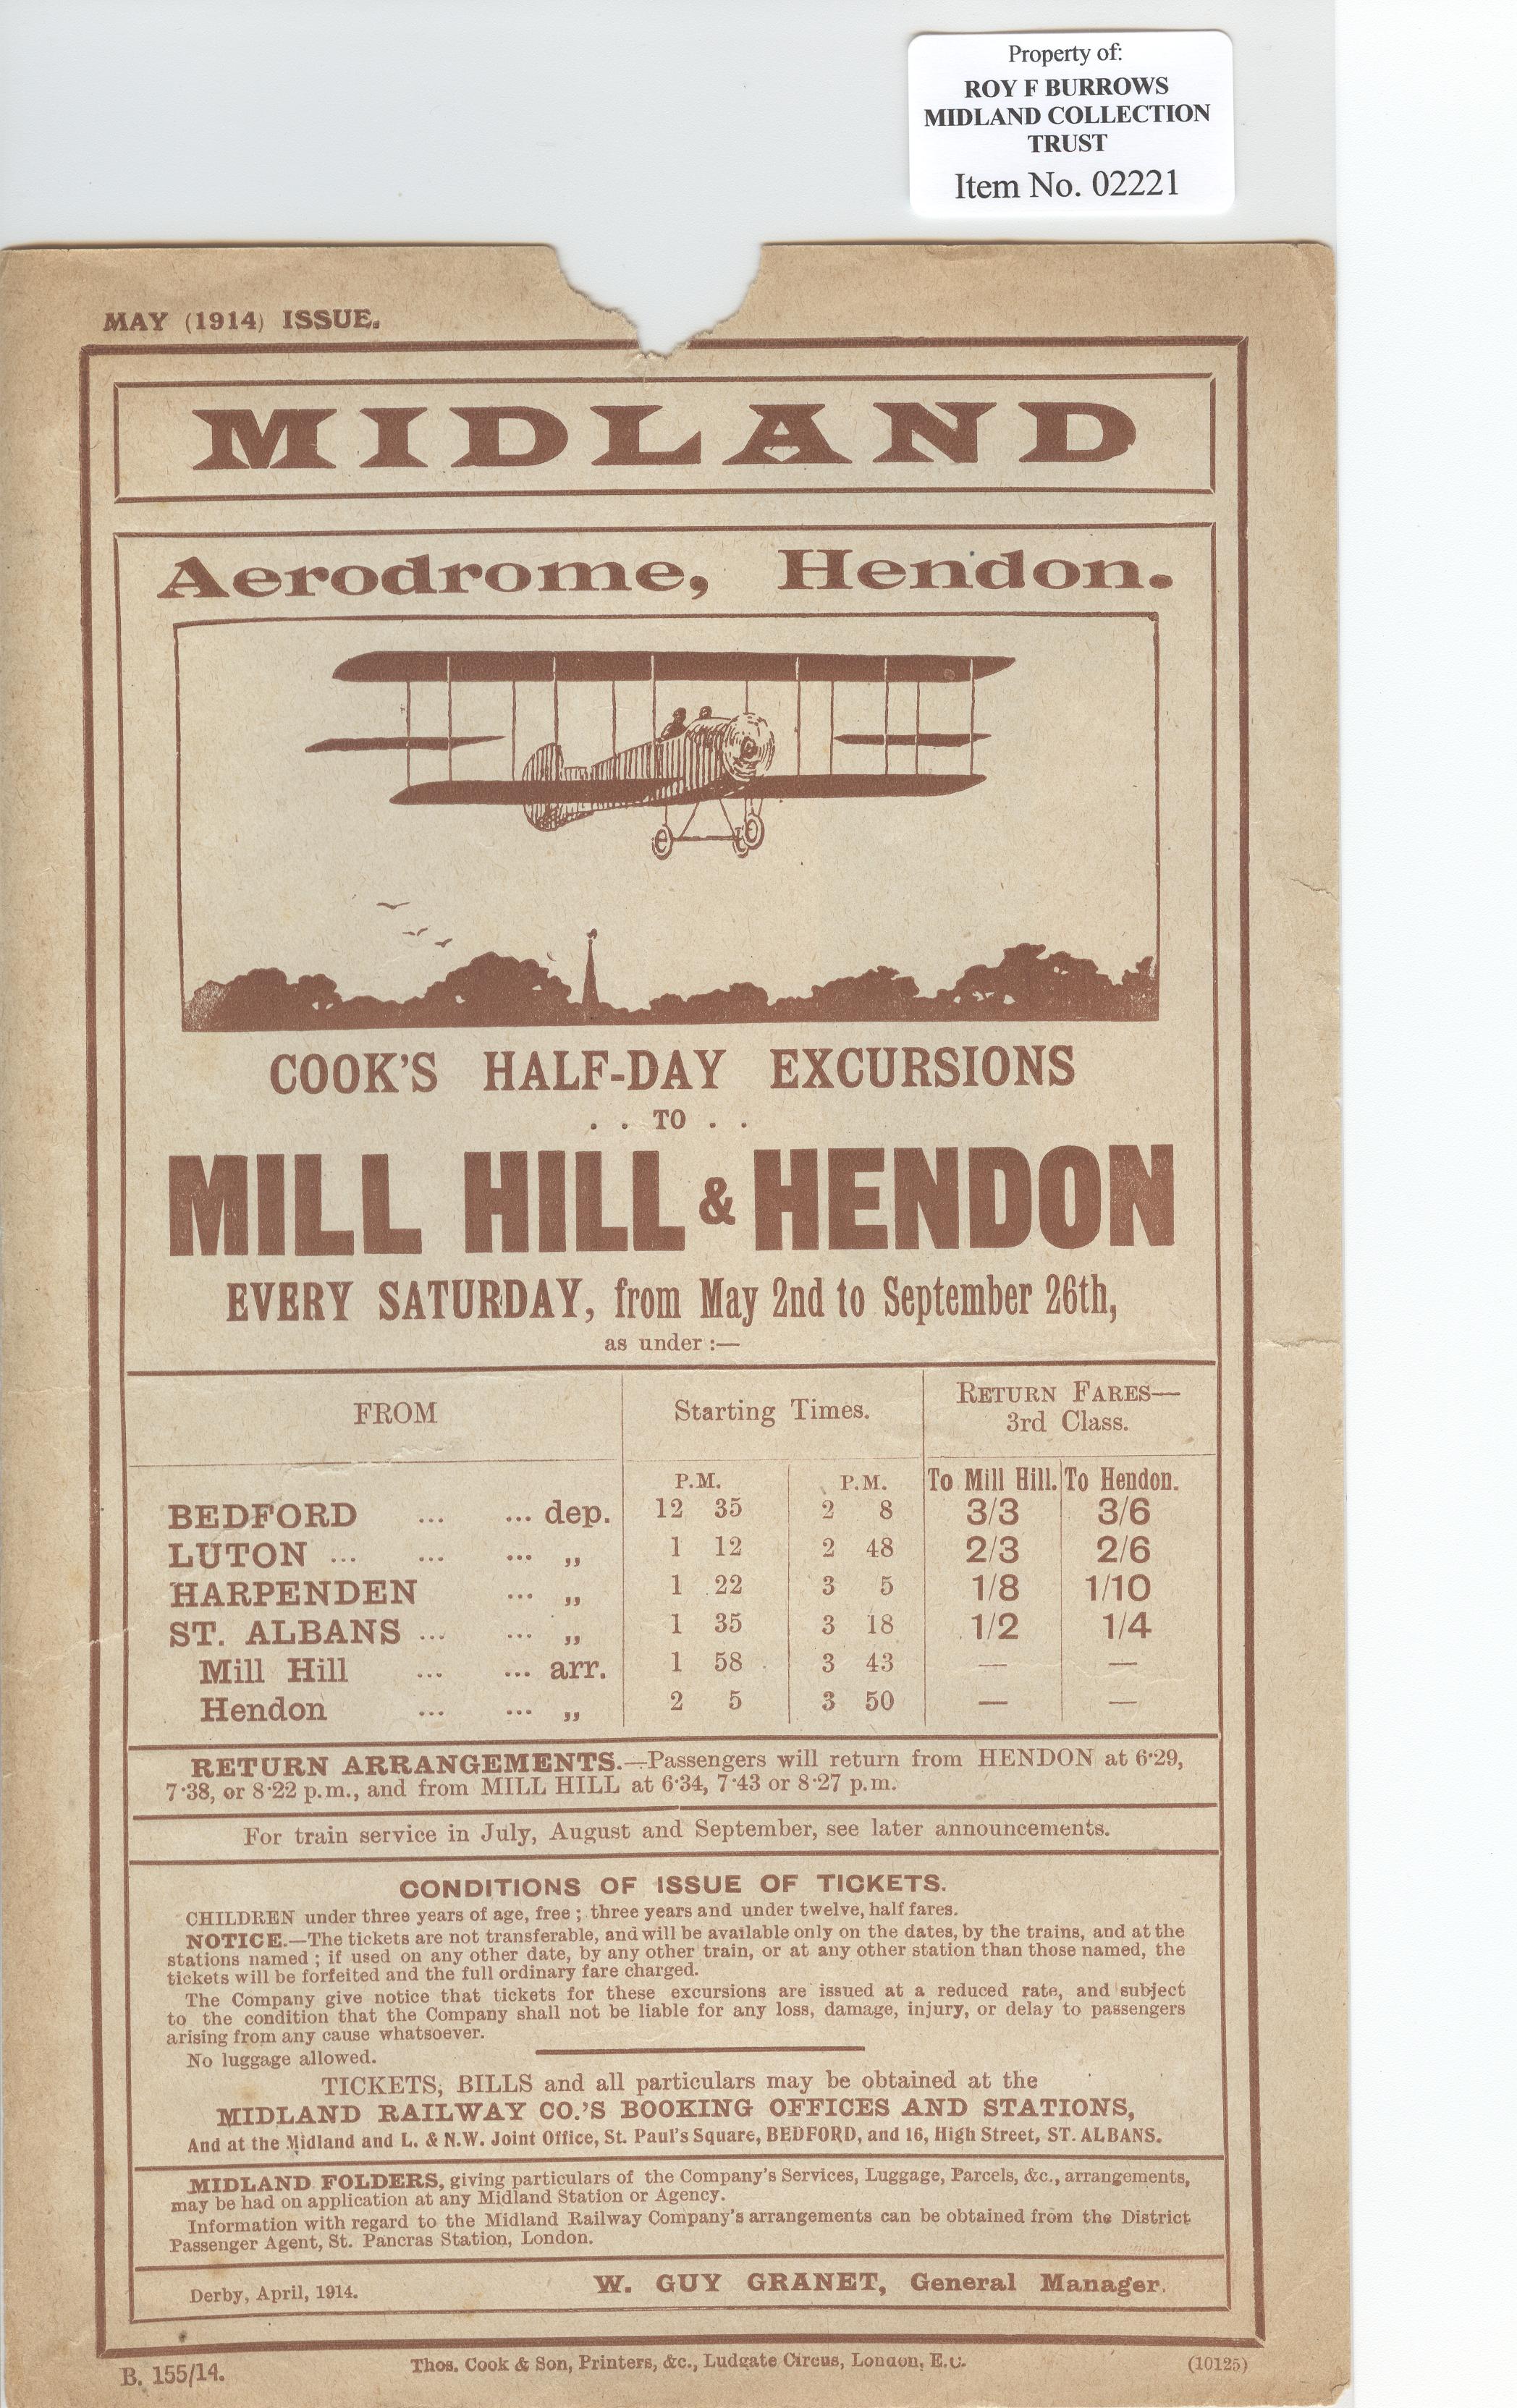 Property of:
ROY F BURROWS
MIDLAND COLLECTION
TRUST
Item No. 02221
MAY (1914) ISSUE.
MIDLAND
Aerodrome, Hendon.
COOK'S HALF-DAY EXCURSIONS
. . TO . .
MILL HILL & HENDON
EVERY SATURDAY, from May 2nd to September 26th,
as under :—
FROM Starting Times. RETURN FARES—
3rd Class.
P.M. P.M. To Mill Hill. To Hendon.
BEDFORD ... ... dep. 12 35 2 8 3/3 3/6
LUTON ... ... ... „ 1 12 2 48 2/3 2/6
HARPENDEN ... „ 1 22 3 5 1/8 1/10
ST. ALBANS ... ... „ 1 35 3 18 1/2 1/4
Mill Hill ... ... arr. 1 58 3 43 — —
Hendon ... ... „ 2 5 3 50 — —
RETURN ARRANGEMENTS.—Passengers will return from HENDON at 6·29,
7·38, or 8·22 p.m., and from MILL HILL at 6·34, 7·43 or 8·27 p.m.
For train service in July, August and September, see later announcements.
CONDITIONS OF ISSUE OF TICKETS.
CHILDREN under three years of age, free ; three years and under twelve, half fares.
NOTICE.—The tickets are not transferable, and will be available only on the dates, by the trains, and at the
stations named ; if used on any other date, by any other train, or at any other station than those named, the
tickets will be forfeited and the full ordinary fare charged.
The Company give notice that tickets for these excursions are issued at a reduced rate, and subject
to the condition that the Company shall not be liable for any loss, damage, injury, or delay to passengers
arising from any cause whatsoever.
No luggage allowed.
TICKETS, BILLS and all particulars may be obtained at the
MIDLAND RAILWAY CO.'S BOOKING OFFICES AND STATIONS,
And at the Midland and L. & N.W. Joint Office, St. Paul's Square, BEDFORD, and 16, High Street, ST. ALBANS.
MIDLAND FOLDERS, giving particulars of the Company's Services, Luggage, Parcels, &c., arrangements,
may be had on application at any Midland Station or Agency.
Information with regard to the Midland Railway Company's arrangements can be obtained from the District
Passenger Agent, St. Pancras Station, London.
Derby, April, 1914. W. GUY GRANET, General Manager.
B. 155/14. Thos. Cook & Son, Printers, &c., Ludgate Circus, London, E.C. (10125)